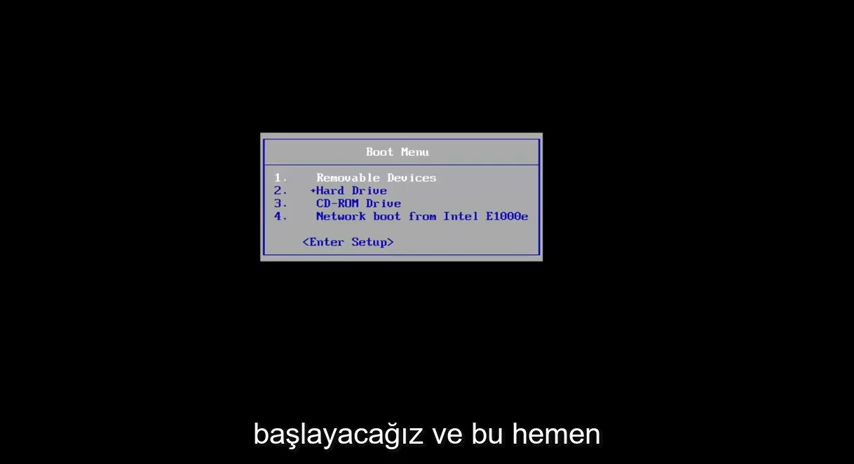 Boot Menu
1. Removable Devices
2. +Hard Drive
3. CD-ROM Drive
4. Network boot from Intel E1000e
<Enter Setup>
başlayacağız ve bu hemen